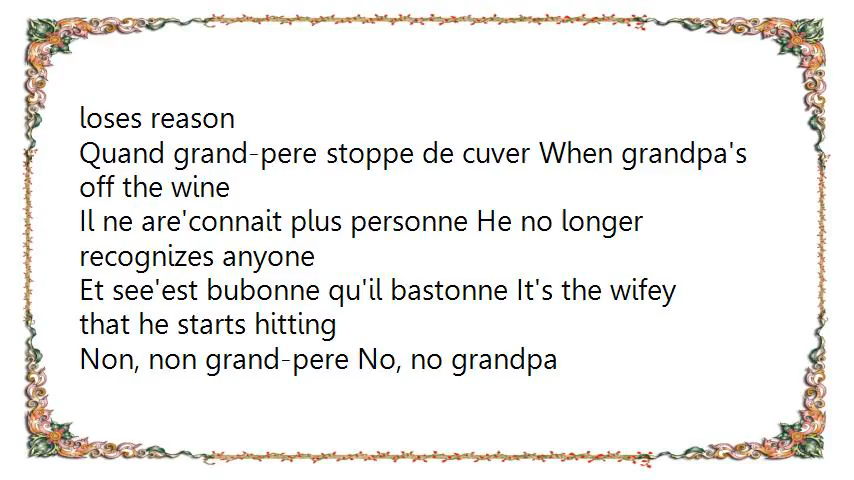 loses reason
Quand grand-pere stoppe de cuver When grandpa's
off the wine
Il ne are'connait plus personne He no longer
recognizes anyone
Et see'est bubonne qu'il bastonne It's the wifey
that he starts hitting
Non, non grand-pere No, no grandpa